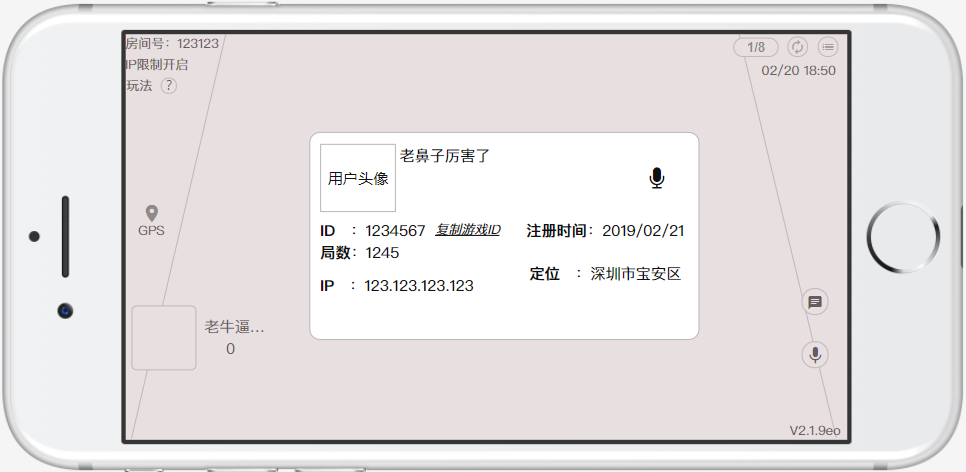 房间号：123123
1/8
IP限制开启
02/20 18:50
玩法 ?
老鼻子厉害了
用户头像
ID ：1234567 复制游戏ID 注册时间：2019/02/21
局数：1245
定位 ：深圳市宝安区
IP ：123.123.123.123
GPS
老牛逼...
0
V2.1.9eo